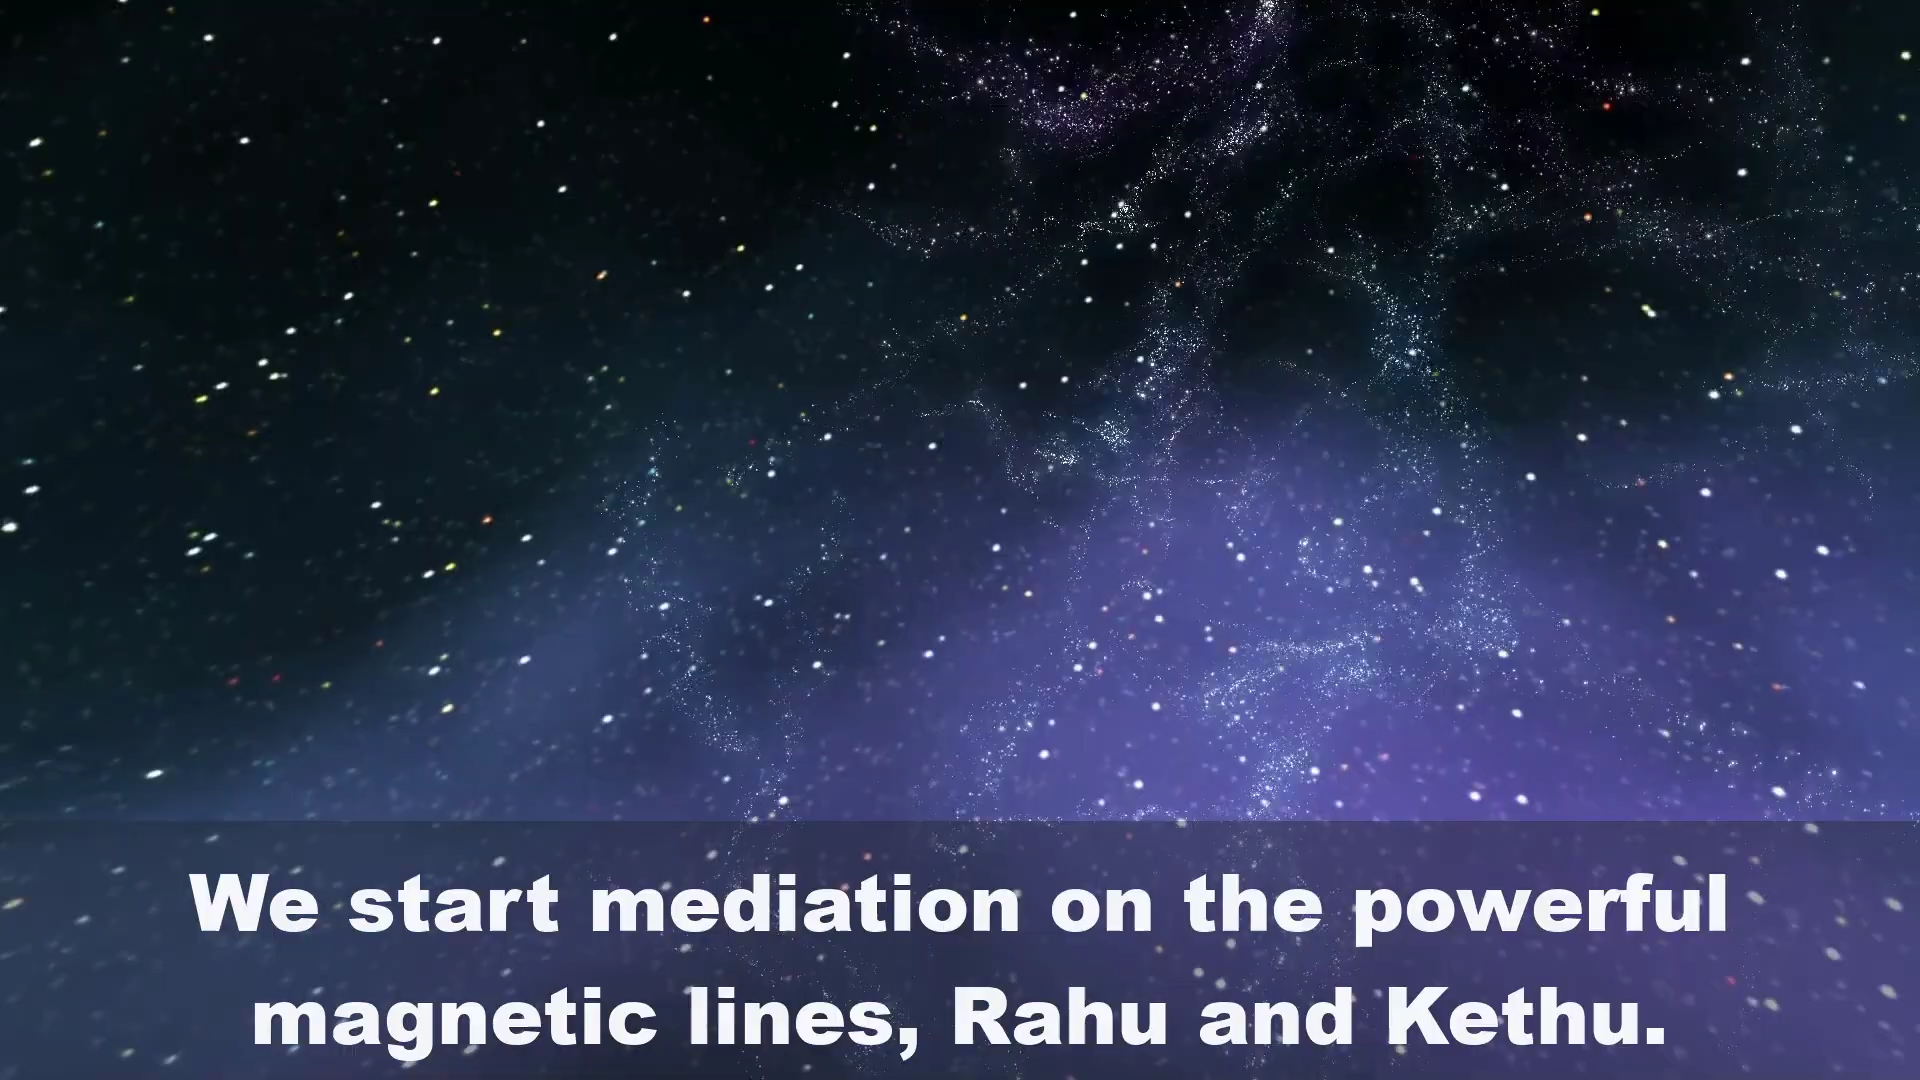 We start mediation on the powerful
magnetic lines, Rahu and Kethu.